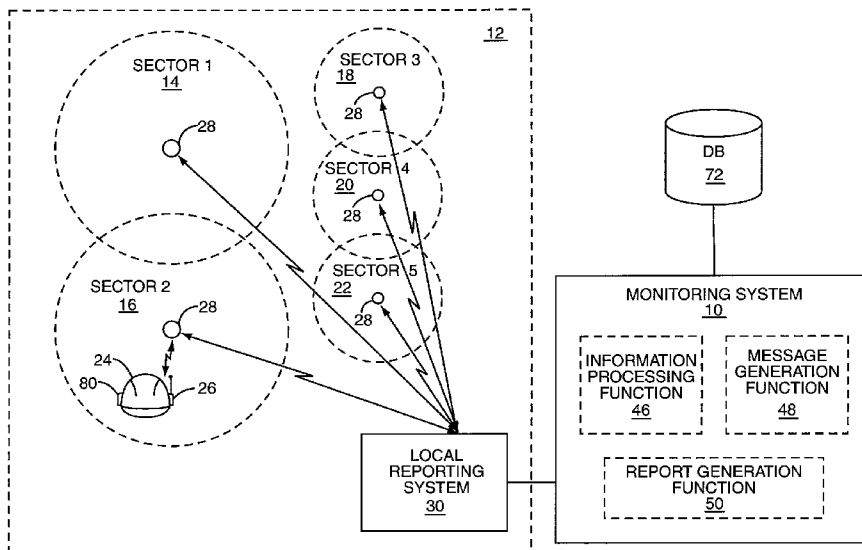 12
SECTOR 1
14
28
SECTOR 3
18
28
SECTOR 4
20
28
SECTOR 5
22
28
SECTOR 2
16
28
24
80
26
LOCAL
REPORTING
SYSTEM
30
DB
72
MONITORING SYSTEM
10
INFORMATION
PROCESSING
FUNCTION
46
MESSAGE
GENERATION
FUNCTION
48
REPORT GENERATION
FUNCTION
50